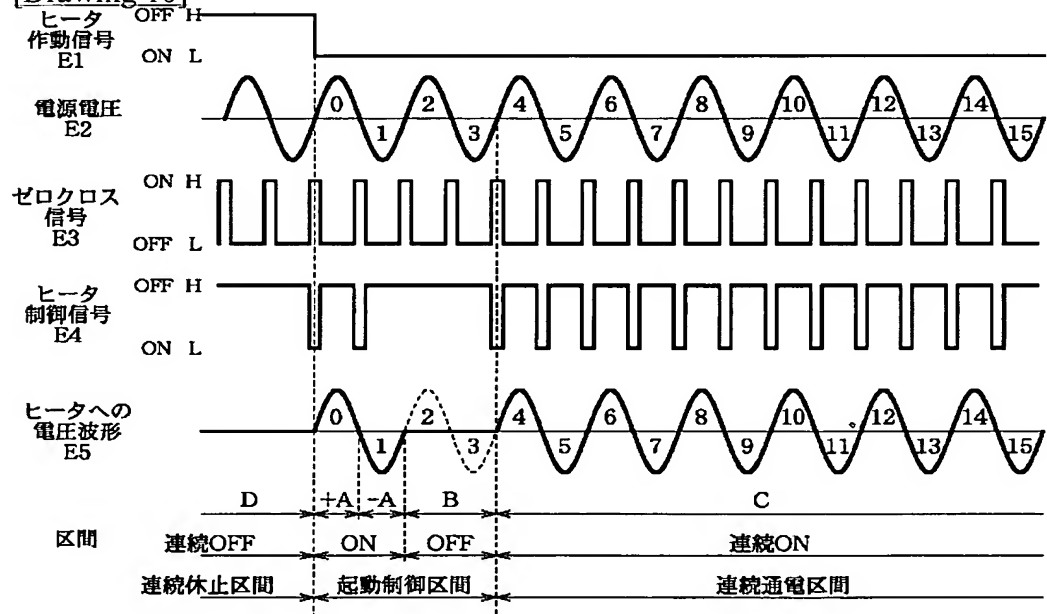 [Drawing 10]
ヒータ
作動信号
E1
OFF H
ON L
電源電圧
E2
0 2 4 6 8 10 12 14
1 3 5 7 9 11 13 15
ゼロクロス
信号
E3
ON H
OFF L
ヒータ
制御信号
E4
OFF H
ON L
ヒータへの
電圧波形
E5
0 2 4 6 8 10 12 14
1 3 5 7 9 11 13 15
D +A -A B C
区間 連続OFF ON OFF 連続ON
連続休止区間 起動制御区間 連続通電区間